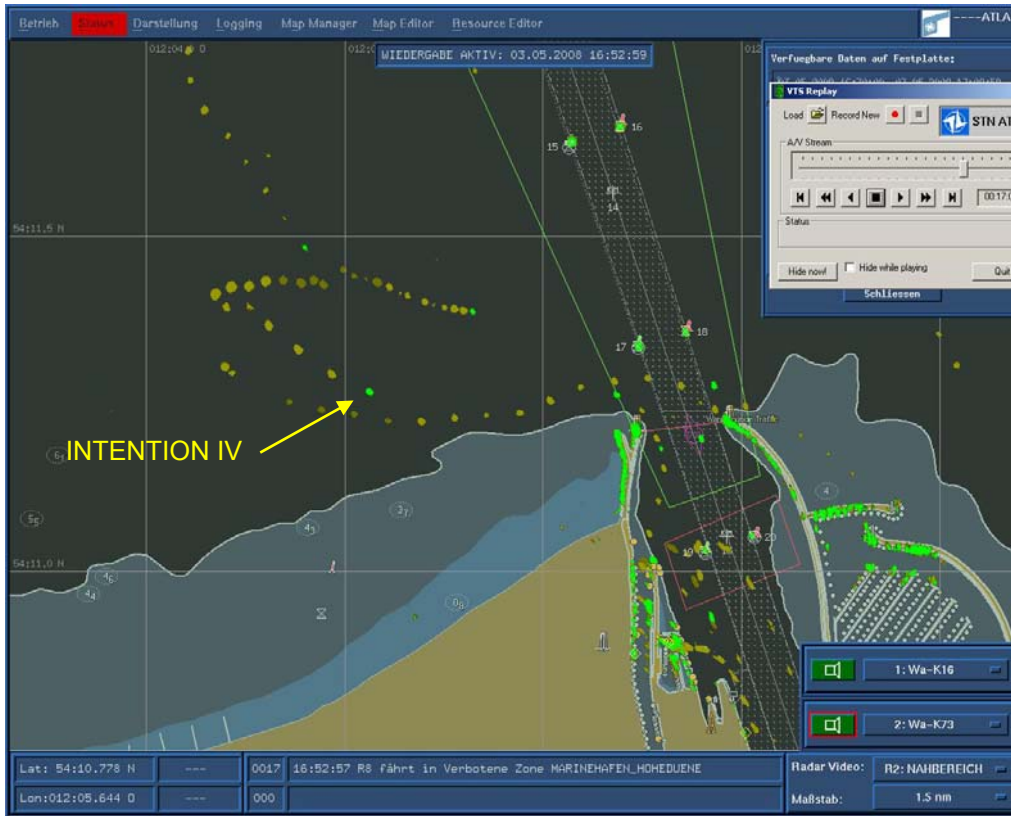 Betrieb Status Darstellung Logging Map Manager Map Editor Resource Editor
----ATLA
012:04.0 O
WIEDERGABE AKTIV: 03.05.2008 16:52:59
Verfuegbare Daten auf Festplatte:
VTS Replay
Load Record New STN AT
A/V Stream
Status
Hide now! Hide while playing Quit
Schliessen
16
15
14
54:11.5 N
18
17
INTENTION IV
4
19
20
54:11.0 N
1: Wa-K16
2: Wa-K73
Lat: 54:10.778 N --- 0017 16:52:57 R8 fährt in Verbotene Zone MARINEHAFEN_HOHEDUENE
Lon:012:05.644 O --- 000
Radar Video: R2: NAHBEREICH
Maßstab: 1.5 nm